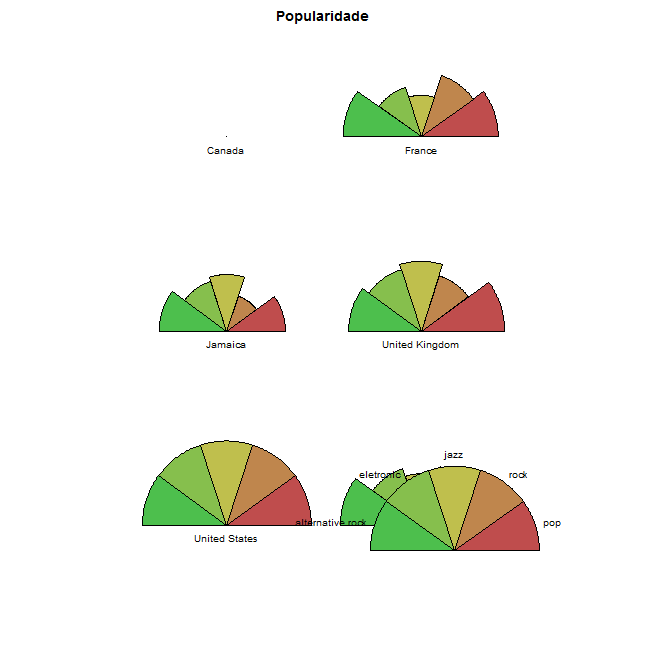 Popularidade
Canada
France
Jamaica
United Kingdom
jazz
eletronic
rock
alternative rock
pop
United States